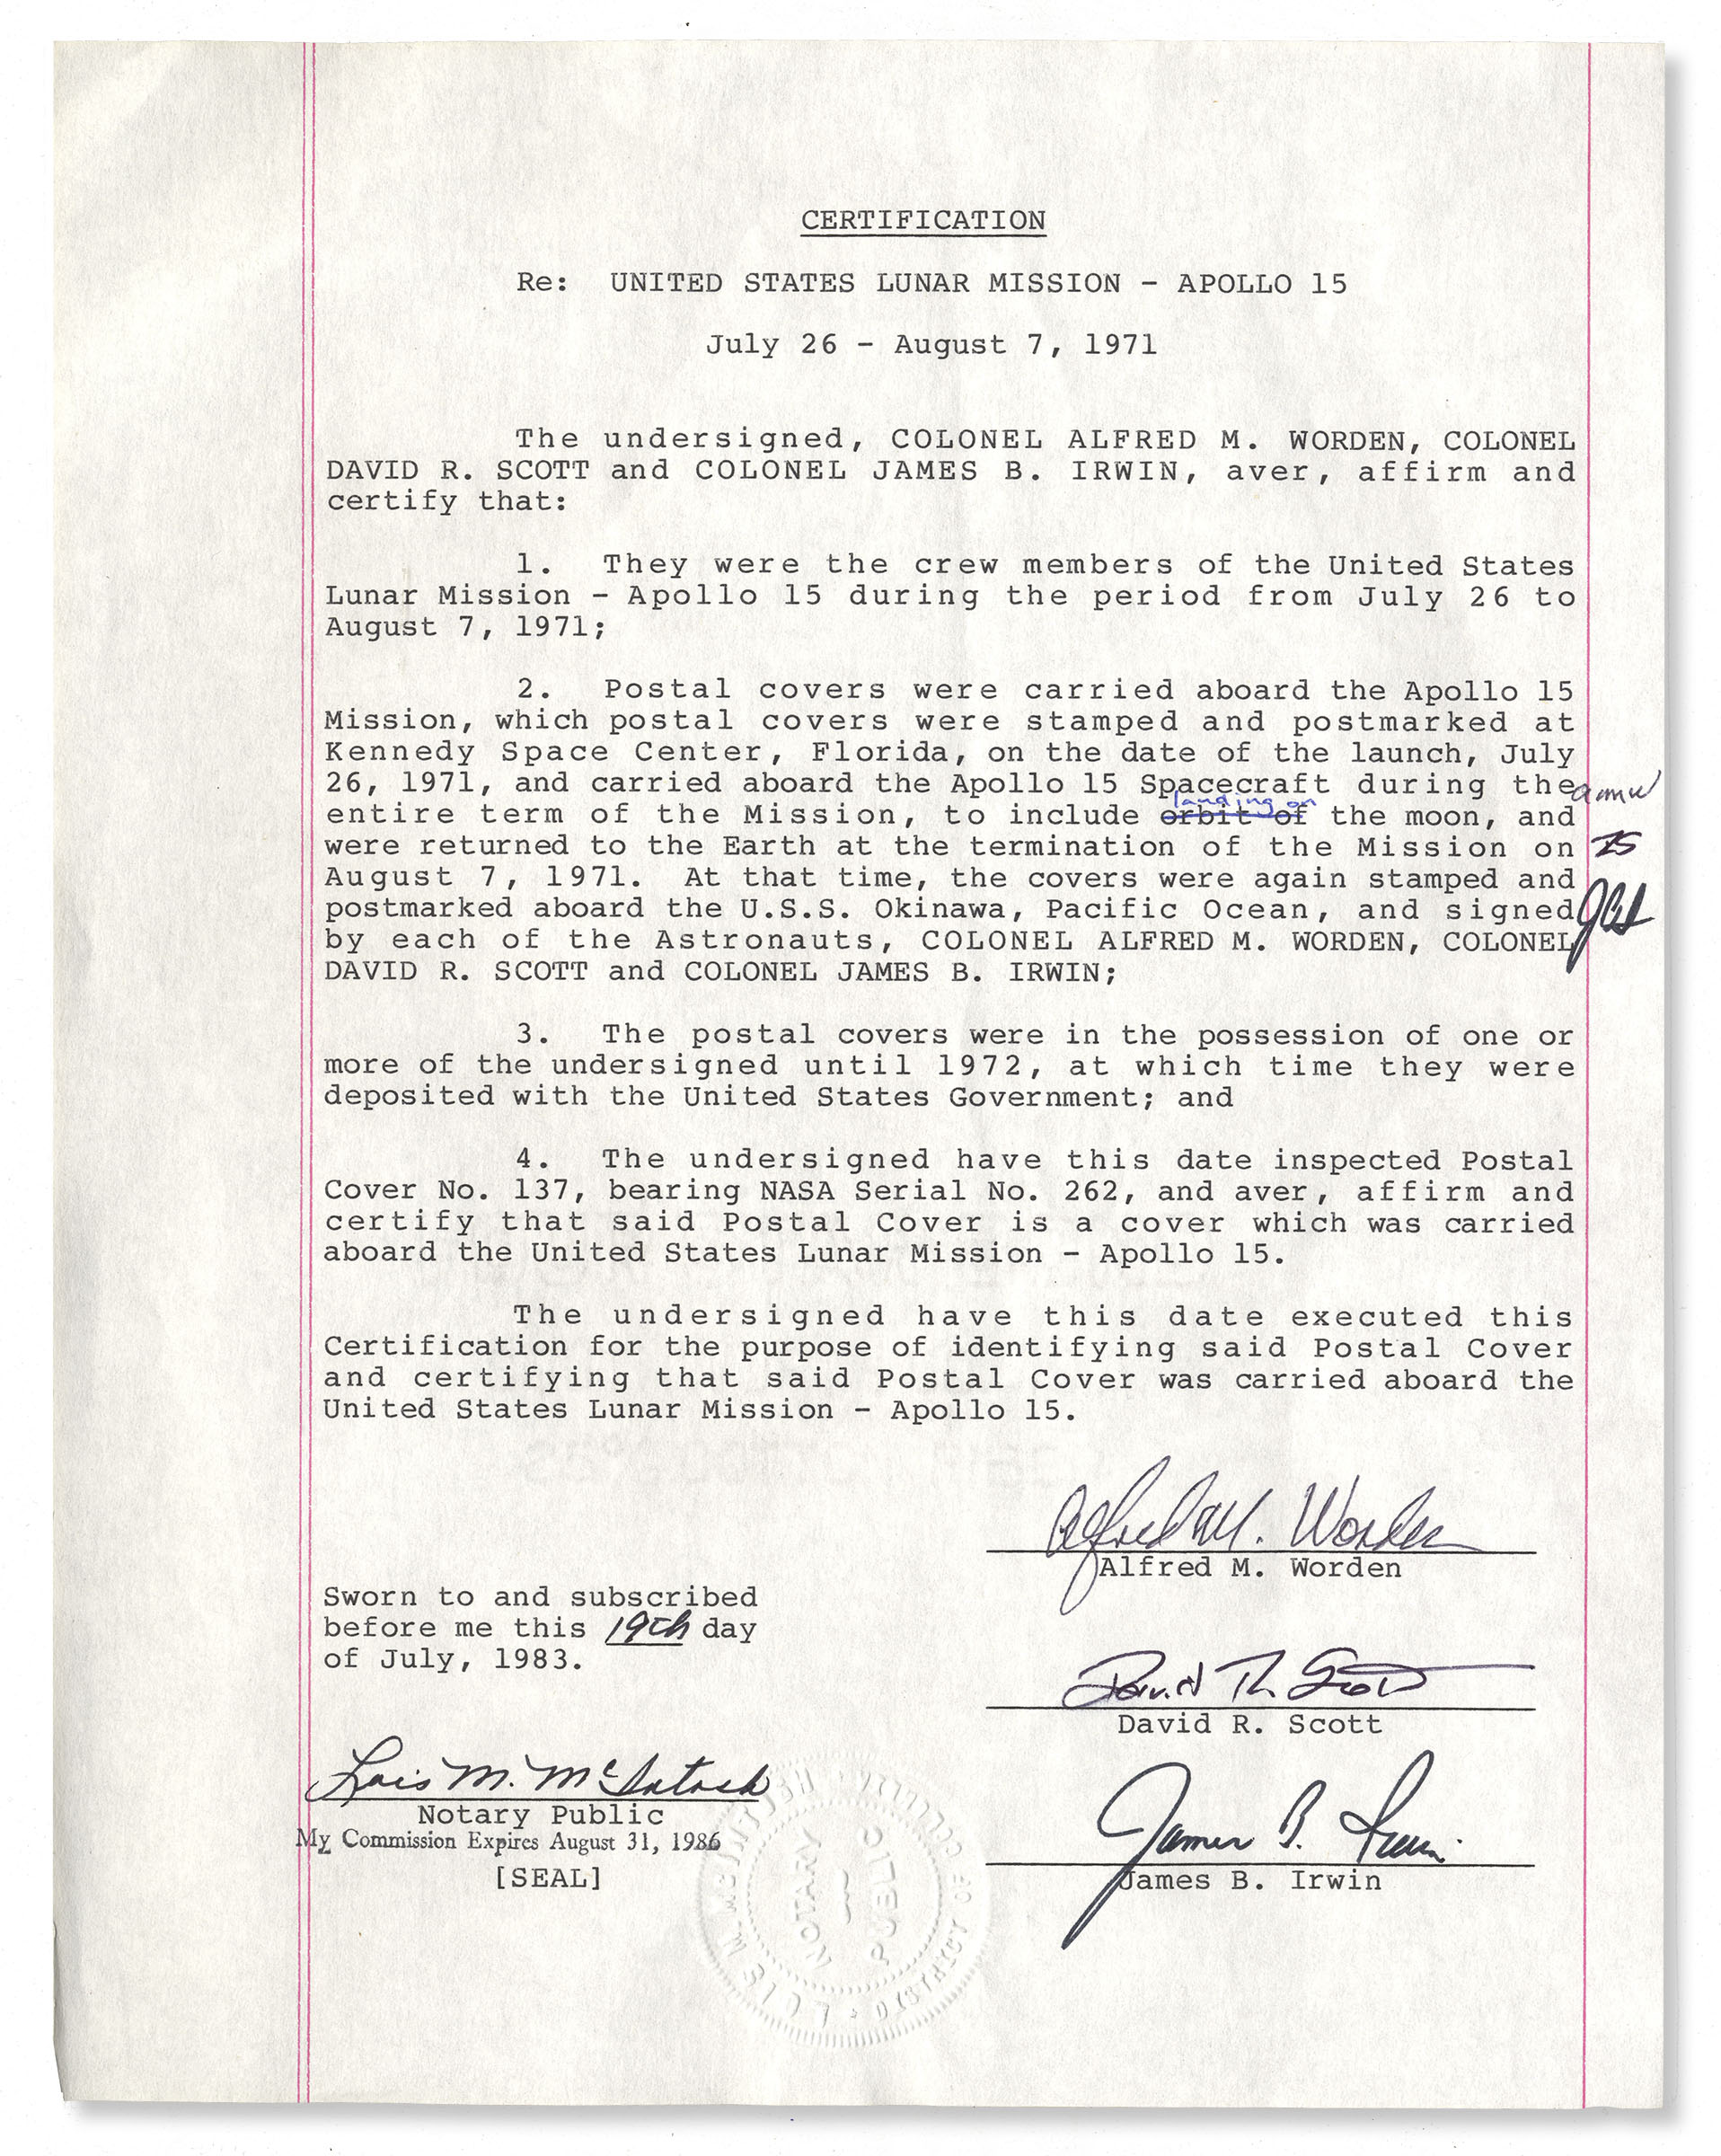 CERTIFICATION
Re: UNITED STATES LUNAR MISSION - APOLLO 15
July 26 - August 7, 1971
The undersigned, COLONEL ALFRED M. WORDEN, COLONEL
DAVID R. SCOTT and COLONEL JAMES B. IRWIN, aver, affirm and
certify that:
1. They were the crew members of the United States
Lunar Mission - Apollo 15 during the period from July 26 to
August 7, 1971;
2. Postal covers were carried aboard the Apollo 15
Mission, which postal covers were stamped and postmarked at
Kennedy Space Center, Florida, on the date of the launch, July
26, 1971, and carried aboard the Apollo 15 Spacecraft during the
landing on
entire term of the Mission, to include orbit of the moon, and
were returned to the Earth at the termination of the Mission on
August 7, 1971. At that time, the covers were again stamped and
postmarked aboard the U.S.S. Okinawa, Pacific Ocean, and signed
by each of the Astronauts, COLONEL ALFRED M. WORDEN, COLONEL
DAVID R. SCOTT and COLONEL JAMES B. IRWIN;
3. The postal covers were in the possession of one or
more of the undersigned until 1972, at which time they were
deposited with the United States Government; and
4. The undersigned have this date inspected Postal
Cover No. 137, bearing NASA Serial No. 262, and aver, affirm and
certify that said Postal Cover is a cover which was carried
aboard the United States Lunar Mission - Apollo 15.
The undersigned have this date executed this
Certification for the purpose of identifying said Postal Cover
and certifying that said Postal Cover was carried aboard the
United States Lunar Mission - Apollo 15.
Alfred M. Worden
Alfred M. Worden
Sworn to and subscribed
before me this 19th day
of July, 1983.
David R. Scott
David R. Scott
Lois M. McIntosh
Notary Public
My Commission Expires August 31, 1986
[SEAL]
James B. Irwin
James B. Irwin
NOTARY PUBLIC
LOIS M. McINTOSH DISTRICT OF COLUMBIA